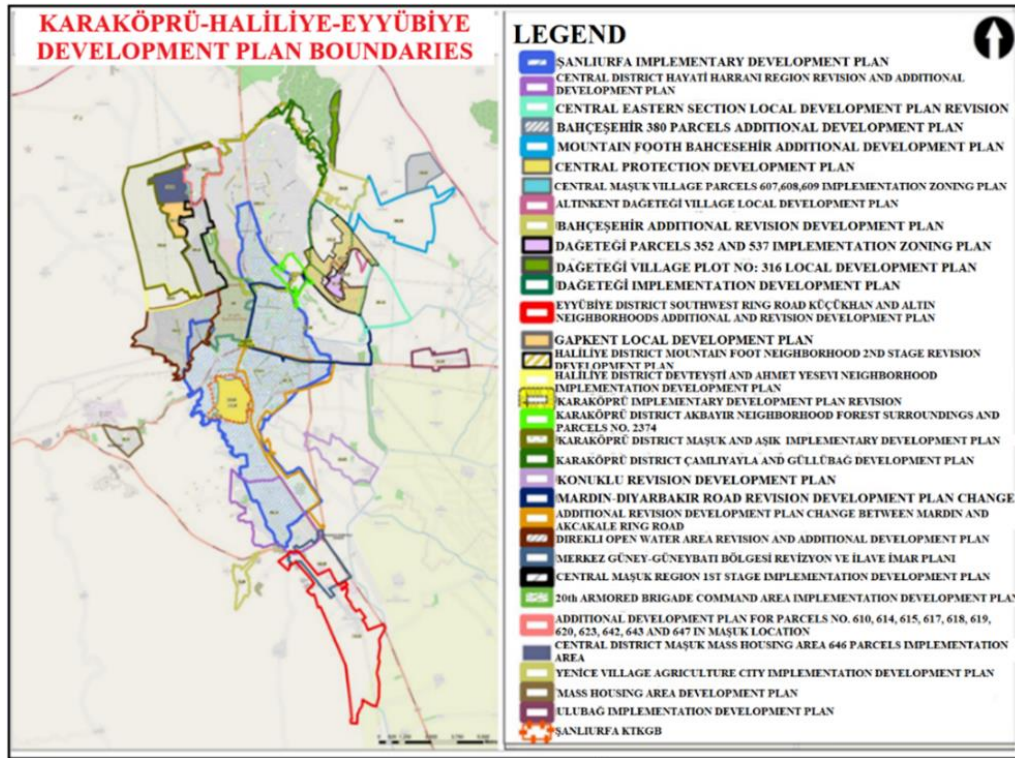 KARAKÖPRÜ-HALİLİYE-EYYÜBİYE
DEVELOPMENT PLAN BOUNDARIES
LEGEND
ŞANLIURFA IMPLEMENTARY DEVELOPMENT PLAN
CENTRAL DISTRICT HAYATİ HARRANİ REGION REVISION AND ADDITIONAL
DEVELOPMENT PLAN
CENTRAL EASTERN SECTION LOCAL DEVELOPMENT PLAN REVISION
BAHÇEŞEHİR 380 PARCELS ADDITIONAL DEVELOPMENT PLAN
MOUNTAIN FOOTH BAHCESEHİR ADDITIONAL DEVELOPMENT PLAN
CENTRAL PROTECTION DEVELOPMENT PLAN
CENTRAL MAŞUK VILLAGE PARCELS 607,608,609 IMPLEMENTATION ZONING PLAN
ALTINKENT DAĞETEĞİ VILLAGE LOCAL DEVELOPMENT PLAN
BAHÇEŞEHİR ADDITIONAL REVISION DEVELOPMENT PLAN
DAĞETEĞİ PARCELS 352 AND 537 IMPLEMENTATION ZONING PLAN
DAĞETEĞİ VILLAGE PLOT NO: 316 LOCAL DEVELOPMENT PLAN
DAĞETEĞİ IMPLEMENTATION DEVELOPMENT PLAN
EYYÜBİYE DISTRICT SOUTHWEST RING ROAD KÜÇÜKHAN AND ALTIN
NEIGHBORHOODS ADDITIONAL AND REVISION DEVELOPMENT PLAN
GAPKENT LOCAL DEVELOPMENT PLAN
HALİLİYE DISTRICT MOUNTAIN FOOT NEIGHBORHOOD 2ND STAGE REVISION
DEVELOPMENT PLAN
HALİLİYE DISTRICT DEVTEYŞTİ AND AHMET YESEVİ NEIGHBORHOOD
IMPLEMENTATION DEVELOPMENT PLAN
KARAKÖPRÜ IMPLEMENTARY DEVELOPMENT PLAN REVISION
KARAKÖPRÜ DISTRICT AKBAYIR NEIGHBORHOOD FOREST SURROUNDINGS AND
PARCELS NO. 2374
KARAKÖPRÜ DISTRICT MAŞUK AND AŞIK IMPLEMENTARY DEVELOPMENT PLAN
KARAKÖPRÜ DISTRICT ÇAMLIYAYLA AND GÜLLÜBAĞ DEVELOPMENT PLAN
KONUKLU REVISION DEVELOPMENT PLAN
MARDIN-DIYARBAKIR ROAD REVISION DEVELOPMENT PLAN CHANGE
ADDITIONAL REVISION DEVELOPMENT PLAN CHANGE BETWEEN MARDIN AND
AKCAKALE RING ROAD
DIREKLI OPEN WATER AREA REVISION AND ADDITIONAL DEVELOPMENT PLAN
MERKEZ GÜNEY-GÜNEYBATI BÖLGESİ REVİZYON VE İLAVE İMAR PLANI
CENTRAL MAŞUK REGION 1ST STAGE IMPLEMENTATION DEVELOPMENT PLAN
20th ARMORED BRIGADE COMMAND AREA IMPLEMENTATION DEVELOPMENT PLAN
ADDITIONAL DEVELOPMENT PLAN FOR PARCELS NO. 610, 614, 615, 617, 618, 619,
620, 623, 642, 643 AND 647 IN MAŞUK LOCATION
CENTRAL DISTRICT MAŞUK MASS HOUSING AREA 646 PARCELS IMPLEMENTATION
AREA
YENİCE VILLAGE AGRICULTURE CITY IMPLEMENTATION DEVELOPMENT PLAN
MASS HOUSING AREA DEVELOPMENT PLAN
ULUBAĞ IMPLEMENTATION DEVELOPMENT PLAN
ŞANLIURFA KTKGB